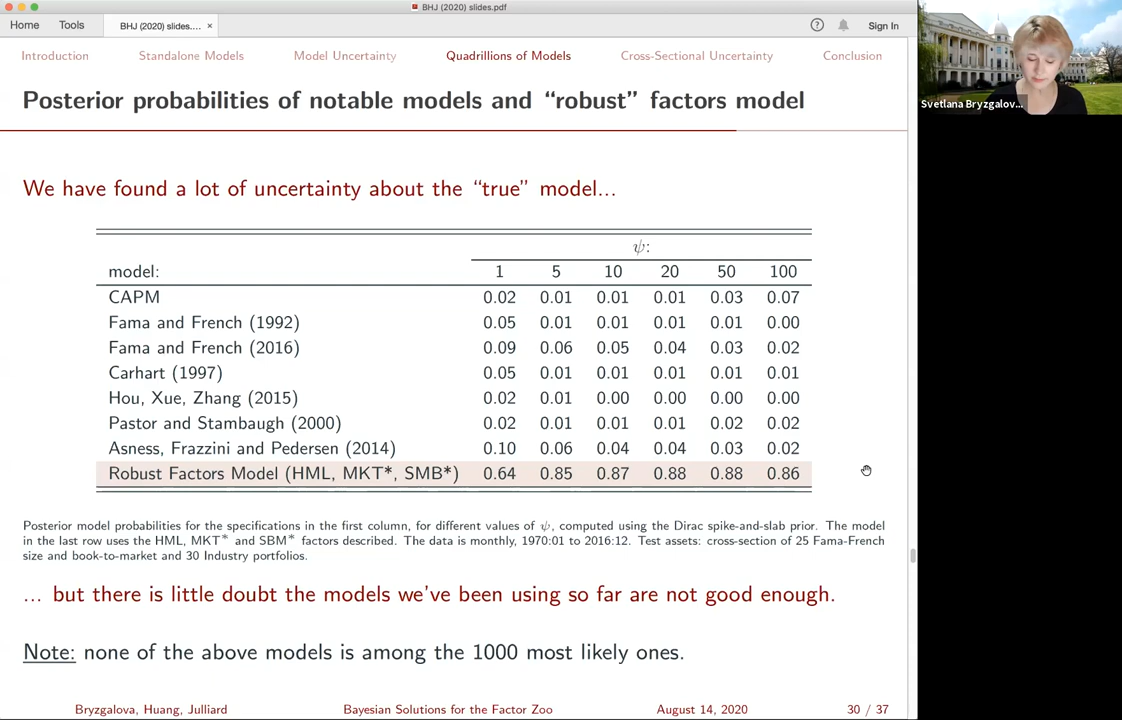 BHJ (2020) slides.pdf
Home Tools BHJ (2020) slides.... × ? Sign In
Introduction Standalone Models Model Uncertainty Quadrillions of Models Cross-Sectional Uncertainty Conclusion
Svetlana Bryzgalov...
Posterior probabilities of notable models and “robust” factors model
We have found a lot of uncertainty about the “true” model...
ψ:
model: 1 5 10 20 50 100
CAPM 0.02 0.01 0.01 0.01 0.03 0.07
Fama and French (1992) 0.05 0.01 0.01 0.01 0.01 0.00
Fama and French (2016) 0.09 0.06 0.05 0.04 0.03 0.02
Carhart (1997) 0.05 0.01 0.01 0.01 0.01 0.01
Hou, Xue, Zhang (2015) 0.02 0.01 0.00 0.00 0.00 0.00
Pastor and Stambaugh (2000) 0.02 0.01 0.01 0.01 0.02 0.02
Asness, Frazzini and Pedersen (2014) 0.10 0.06 0.04 0.04 0.03 0.02
Robust Factors Model (HML, MKT*, SMB*) 0.64 0.85 0.87 0.88 0.88 0.86
Posterior model probabilities for the specifications in the first column, for different values of ψ, computed using the Dirac spike-and-slab prior. The model
in the last row uses the HML, MKT* and SBM* factors described. The data is monthly, 1970:01 to 2016:12. Test assets: cross-section of 25 Fama-French
size and book-to-market and 30 Industry portfolios.
... but there is little doubt the models we've been using so far are not good enough.
Note: none of the above models is among the 1000 most likely ones.
Bryzgalova, Huang, Julliard Bayesian Solutions for the Factor Zoo August 14, 2020 30 / 37